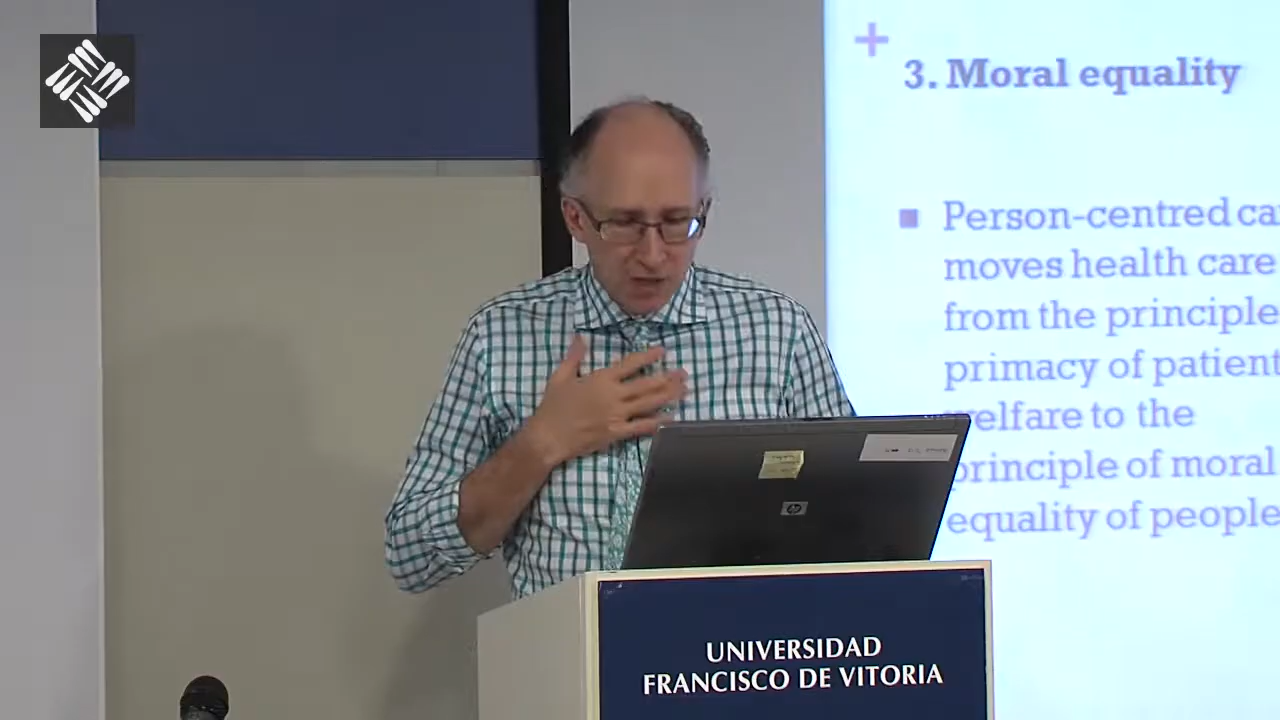 3. Moral equality
Person-centred ca
moves health care
from the principle
primacy of patient
welfare to the
principle of moral
equality of people
hp
UNIVERSIDAD
FRANCISCO DE VITORIA